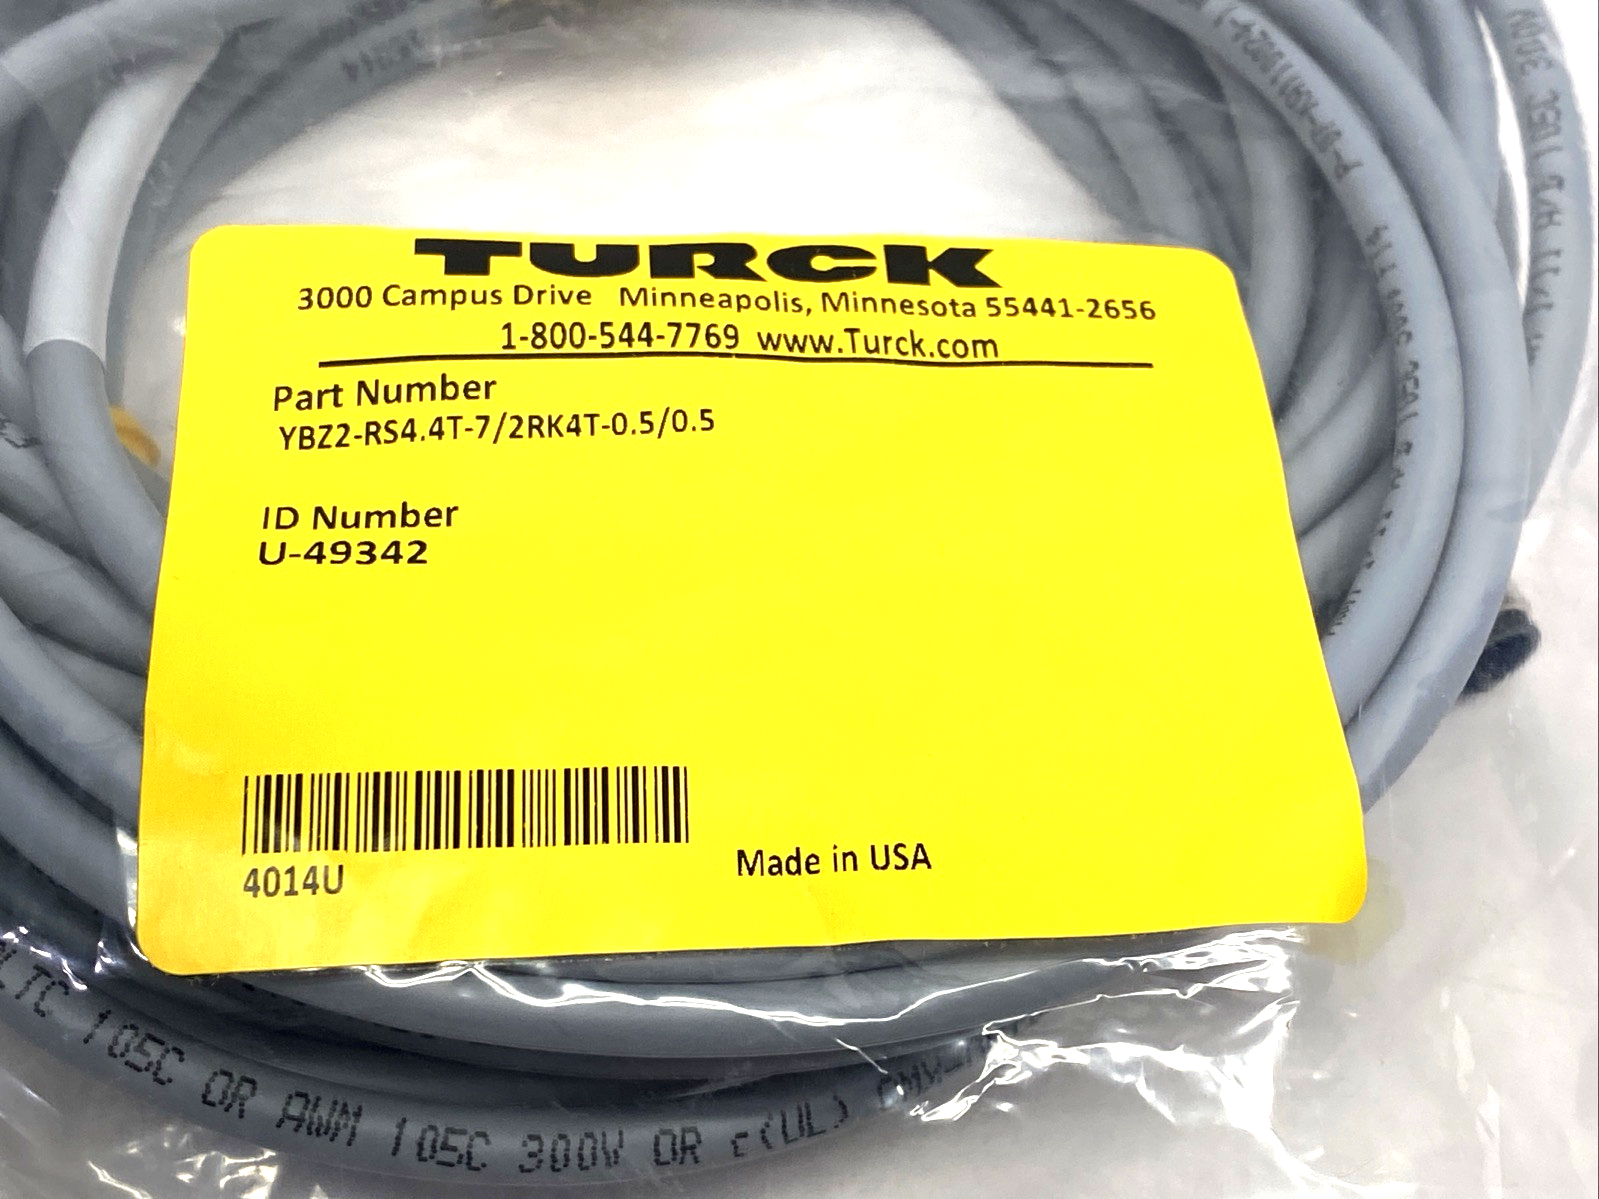 TURCK
3000 Campus Drive Minneapolis, Minnesota 55441-2656
1-800-544-7769 www.Turck.com
Part Number
YBZ2-RS4.4T-7/2RK4T-0.5/0.5
ID Number
U-49342
4014U
Made in USA
LTC 105C OR AWM 105C 300V OR c(UL)